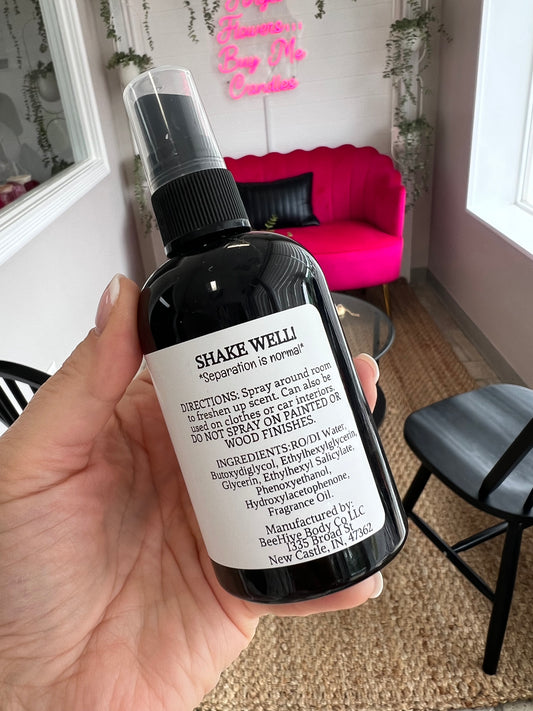 Flowers...
Buy Me
Candles
SHAKE WELL!
*Separation is normal*
DIRECTIONS: Spray around room
to freshen up scent. Can also be
used on clothes or car interiors.
DO NOT SPRAY ON PAINTED OR
WOOD FINISHES.
INGREDIENTS:RO/DI Water,
Butoxydiglycol, Ethylhexylglycerin,
Glycerin, Ethylhexyl Salicylate,
Phenoxyethanol,
Hydroxylacetophenone,
Fragrance Oil.
Manufactured by:
BeeHive Body Co LLC
1335 Broad St
New Castle, IN, 47362